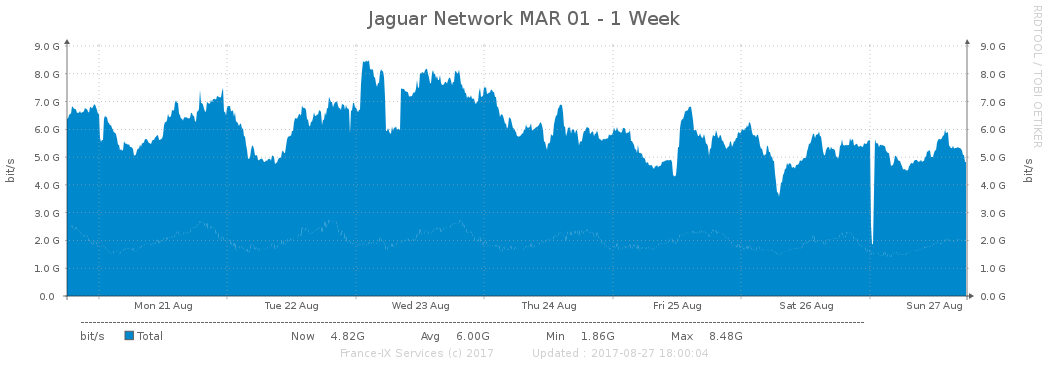 Jaguar Network MAR 01 - 1 Week
RRDTOOL / TOBI OETIKER
bit/s
9.0 G 9.0 G
8.0 G 8.0 G
7.0 G 7.0 G
6.0 G 6.0 G
5.0 G 5.0 G
4.0 G 4.0 G
3.0 G 3.0 G
2.0 G 2.0 G
1.0 G 1.0 G
0.0 0.0 G
bit/s
Mon 21 Aug Tue 22 Aug Wed 23 Aug Thu 24 Aug Fri 25 Aug Sat 26 Aug Sun 27 Aug
bit/s Total Now 4.82G Avg 6.00G Min 1.86G Max 8.48G
France-IX Services (c) 2017 Updated : 2017-08-27 18:00:04